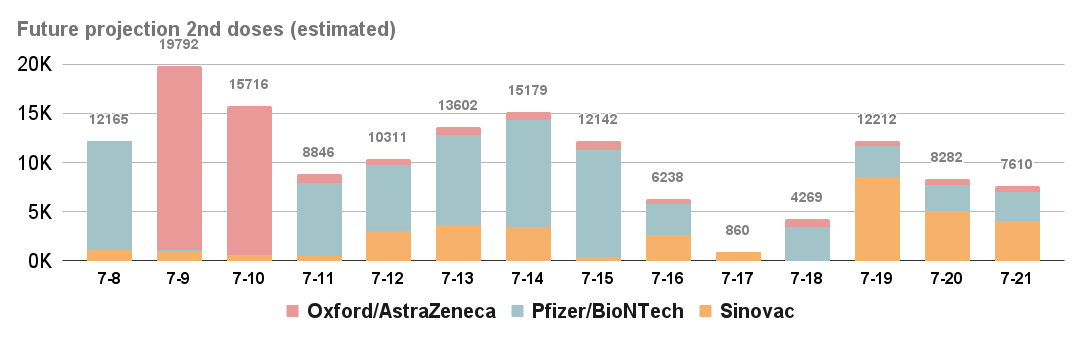 Future projection 2nd doses (estimated)
20K
15K
10K
5K
0K
12165
19792
15716
8846
10311
13602
15179
12142
6238
860
4269
12212
8282
7610
7-8 7-9 7-10 7-11 7-12 7-13 7-14 7-15 7-16 7-17 7-18 7-19 7-20 7-21
Oxford/AstraZeneca Pfizer/BioNTech Sinovac